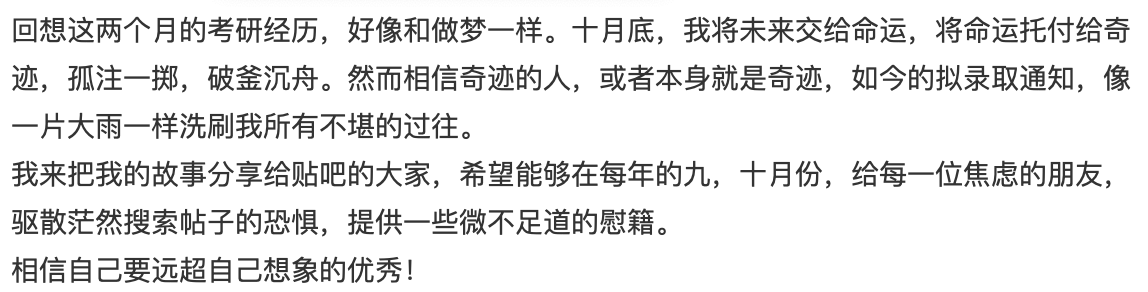 回想这两个月的考研经历，好像和做梦一样。十月底，我将未来交给命运，将命运托付给奇
迹，孤注一掷，破釜沉舟。然而相信奇迹的人，或者本身就是奇迹，如今的拟录取通知，像
一片大雨一样洗刷我所有不堪的过往。
我来把我的故事分享给贴吧的大家，希望能够在每年的九，十月份，给每一位焦虑的朋友，
驱散茫然搜索帖子的恐惧，提供一些微不足道的慰籍。
相信自己要远超自己想象的优秀！